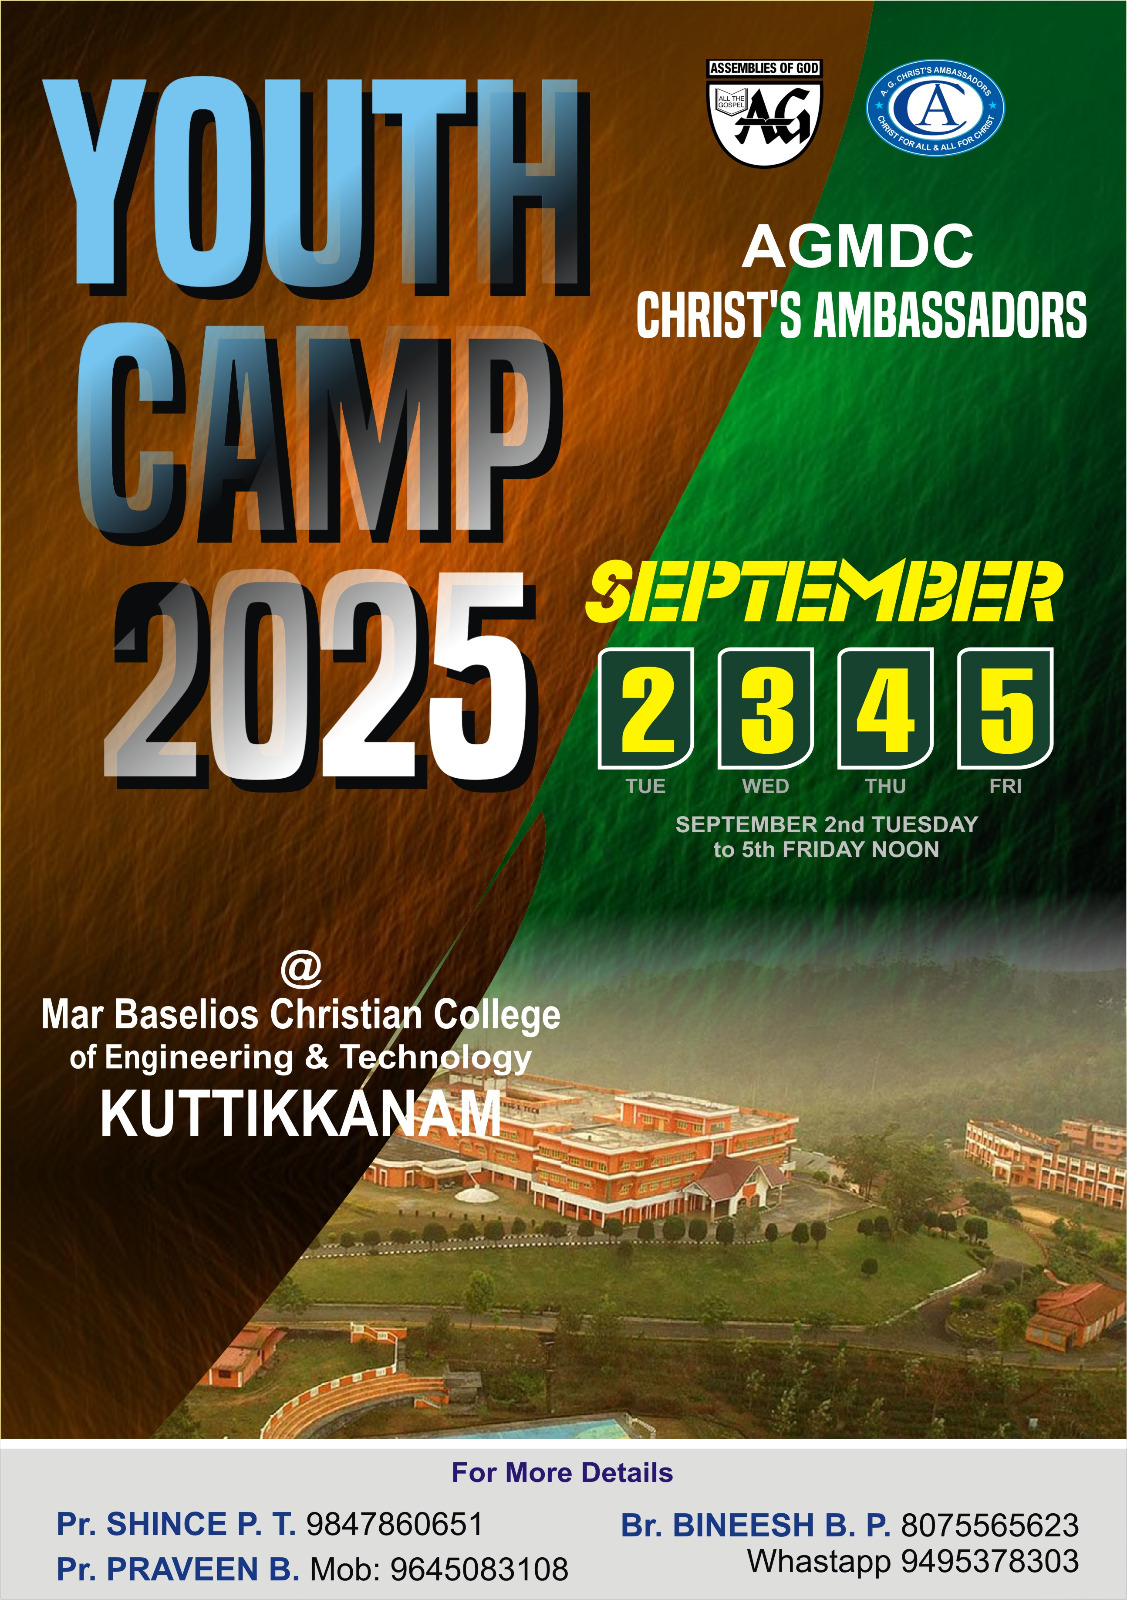 YOUTH
CAMP
2025
ASSEMBLIES OF GOD
ALL THE
GOSPEL
AG
A. G. CHRIST'S AMBASSADORS
CA
CHRIST FOR ALL & ALL FOR CHRIST
AGMDC
CHRIST'S AMBASSADORS
SEPTEMBER
2 3 4 5
TUE WED THU FRI
SEPTEMBER 2nd TUESDAY
to 5th FRIDAY NOON
@
Mar Baselios Christian College
of Engineering & Technology
KUTTIKKANAM
For More Details
Pr. SHINCE P. T. 9847860651
Pr. PRAVEEN B. Mob: 9645083108
Br. BINEESH B. P. 8075565623
Whastapp 9495378303